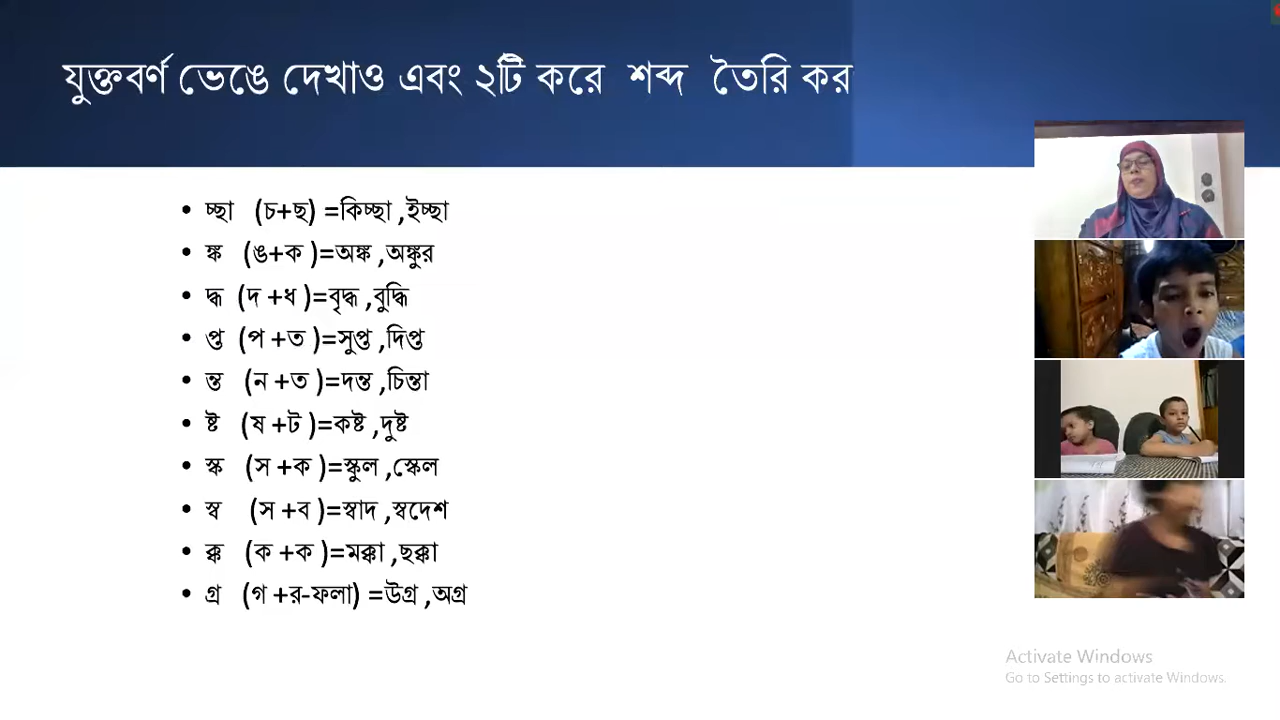 যুক্তবর্ণ ভেঙে দেখাও এবং ২টি করে শব্দ তৈরি কর
• চ্ছা (চ+ছ) =কিচ্ছা ,ইচ্ছা
• ঙ্ক (ঙ+ক )=অঙ্ক ,অঙ্কুর
• দ্ধ (দ +ধ )=বৃদ্ধ ,বুদ্ধি
• প্ত (প +ত )=সুপ্ত ,দিপ্ত
• ন্ত (ন +ত )=দন্ত ,চিন্তা
• ষ্ট (ষ +ট )=কষ্ট ,দুষ্ট
• স্ক (স +ক )=স্কুল ,স্কেল
• স্ব (স +ব )=স্বাদ ,স্বদেশ
• ক্ক (ক +ক )=মক্কা ,ছক্কা
• গ্র (গ +র-ফলা) =উগ্র ,অগ্র
Activate Windows
Go to Settings to activate Windows.